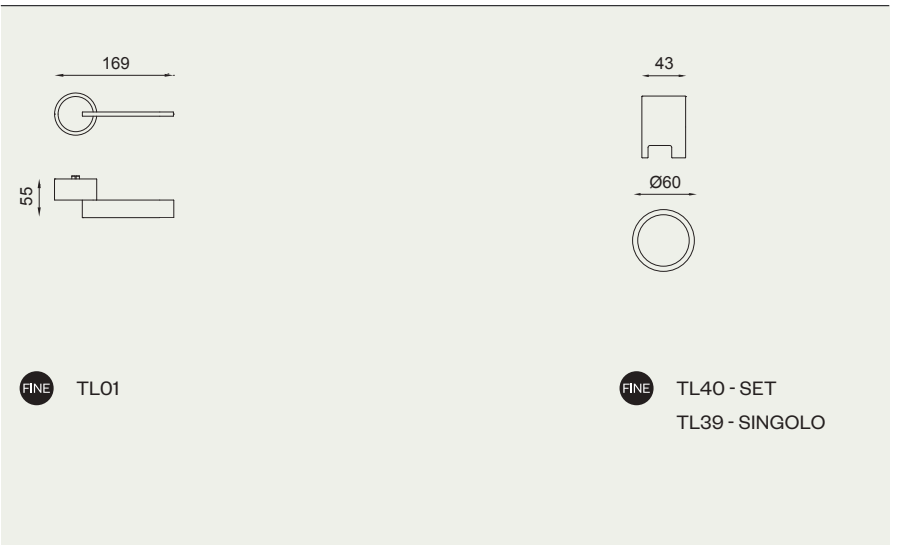 169
55
FINE TL01
43
Ø60
FINE TL40 - SET
TL39 - SINGOLO